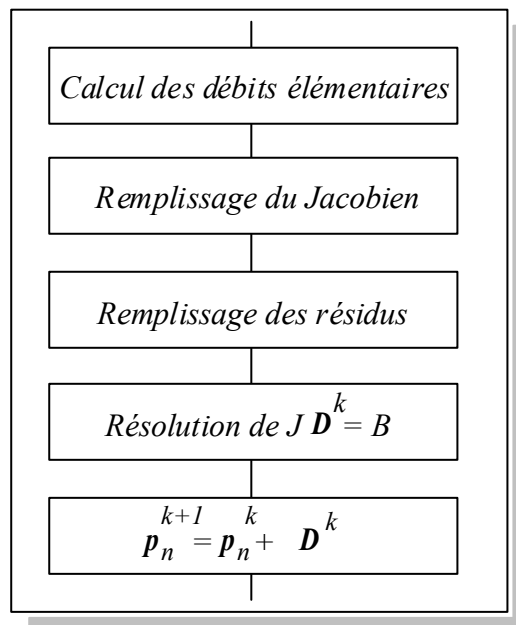 Calcul des débits élémentaires
Remplissage du Jacobien
Remplissage des résidus
Résolution de J D^k = B
p_n^{k+1} = p_n^k + D^k